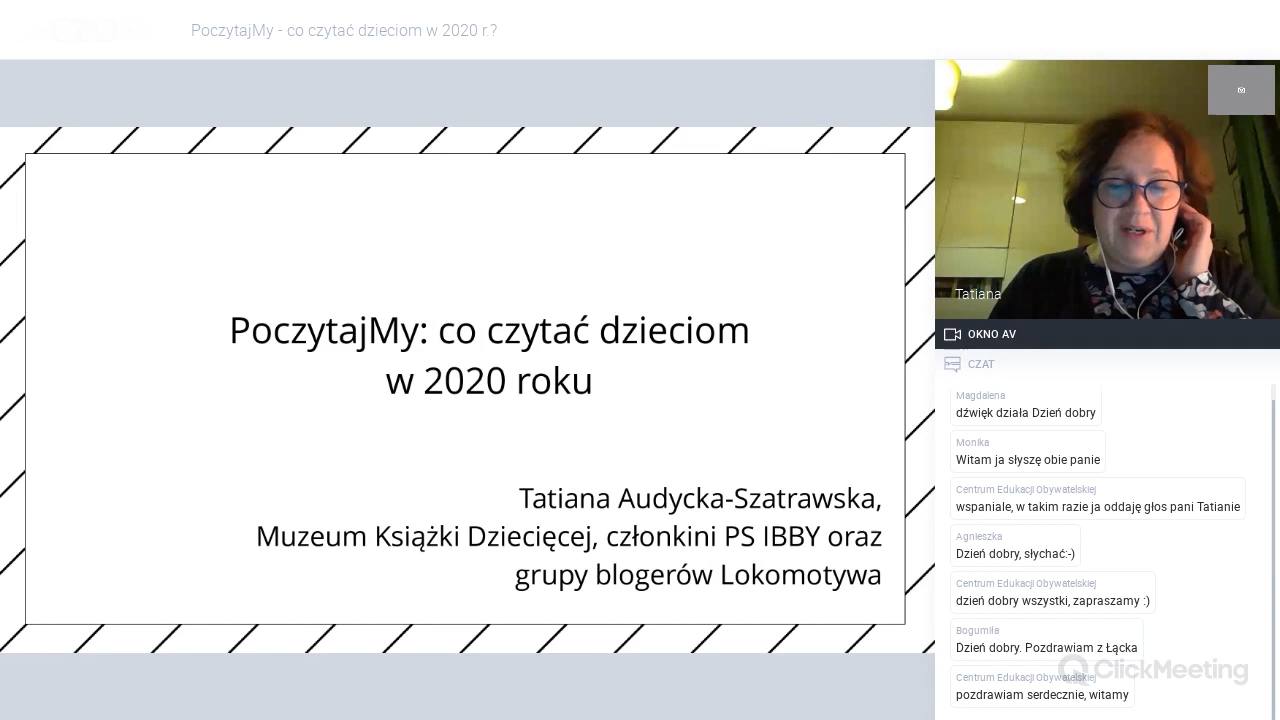 PoczytajMy - co czytać dzieciom w 2020 r.?
PoczytajMy: co czytać dzieciom
w 2020 roku
Tatiana Audycka-Szatrawska,
Muzeum Książki Dziecięcej, członkini PS IBBY oraz
grupy blogerów Lokomotywa
Tatiana
OKNO AV
CZAT
Magdalena
dźwięk działa Dzień dobry
Monika
Witam ja słyszę obie panie
Centrum Edukacji Obywatelskiej
wspaniale, w takim razie ja oddaję głos pani Tatianie
Agnieszka
Dzień dobry, słychać:-)
Centrum Edukacji Obywatelskiej
dzień dobry wszystki, zapraszamy :)
Bogumiła
Dzień dobry. Pozdrawiam z Łącka
Centrum Edukacji Obywatelskiej
pozdrawiam serdecznie, witamy
ClickMeeting